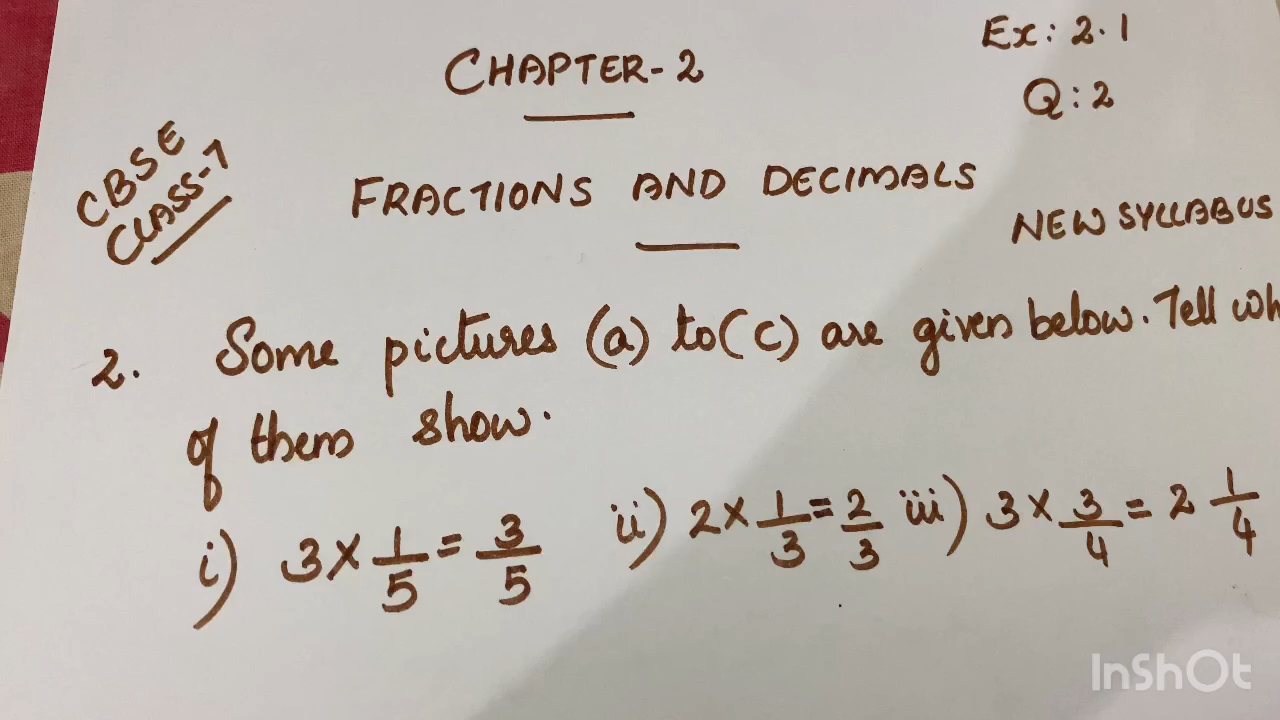 Ex: 2.1
CHAPTER-2
Q:2
CBSE
CLASS-7
FRACTIONS AND DECIMALS
NEW SYLLABUS
2. Some pictures (a) to (c) are given below. Tell wh
of them show.
i) 3 × 1/5 = 3/5 ii) 2 × 1/3 = 2/3 iii) 3 × 3/4 = 2 1/4
InShOt